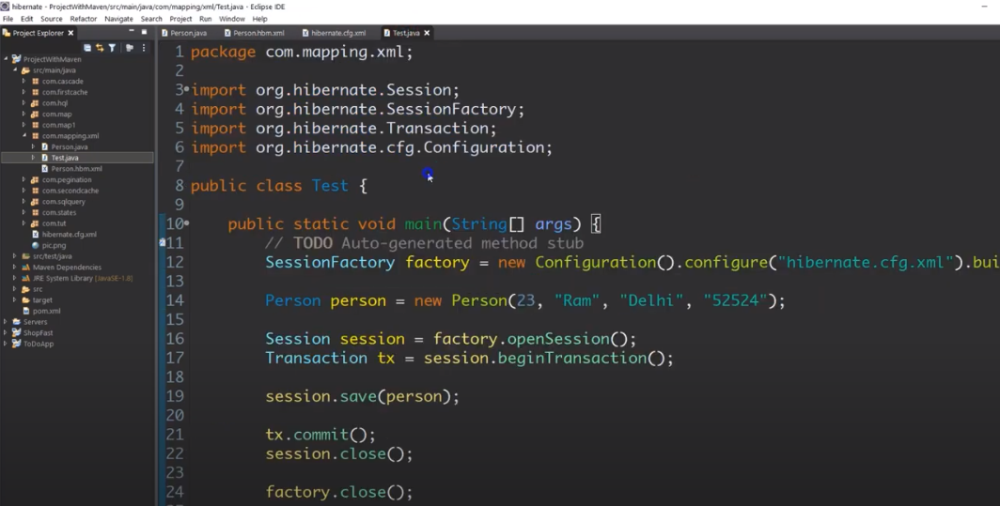 hibernate - ProjectWithMaven/src/main/java/com/mapping/xml/Test.java - Eclipse IDE
File Edit Source Refactor Navigate Search Project Run Window Help
Project Explorer
Person.java Person.hbm.xml hibernate.cfg.xml Test.java
ProjectWithMaven
src/main/java
com.cascade
com.firstcache
com.hql
com.map
com.map1
com.mapping.xml
Person.java
Test.java
Person.hbm.xml
com.pegination
com.secondcache
com.sqlquery
com.states
com.tut
hibernate.cfg.xml
pic.png
src/test/java
Maven Dependencies
JRE System Library [JavaSE-1.8]
src
target
pom.xml
Servers
ShopFast
ToDoApp
1 package com.mapping.xml;
2
3 import org.hibernate.Session;
4 import org.hibernate.SessionFactory;
5 import org.hibernate.Transaction;
6 import org.hibernate.cfg.Configuration;
7
8 public class Test {
9
10 public static void main(String[] args) {
11 // TODO Auto-generated method stub
12 SessionFactory factory = new Configuration().configure("hibernate.cfg.xml").bui
13
14 Person person = new Person(23, "Ram", "Delhi", "52524");
15
16 Session session = factory.openSession();
17 Transaction tx = session.beginTransaction();
18
19 session.save(person);
20
21 tx.commit();
22 session.close();
23
24 factory.close();